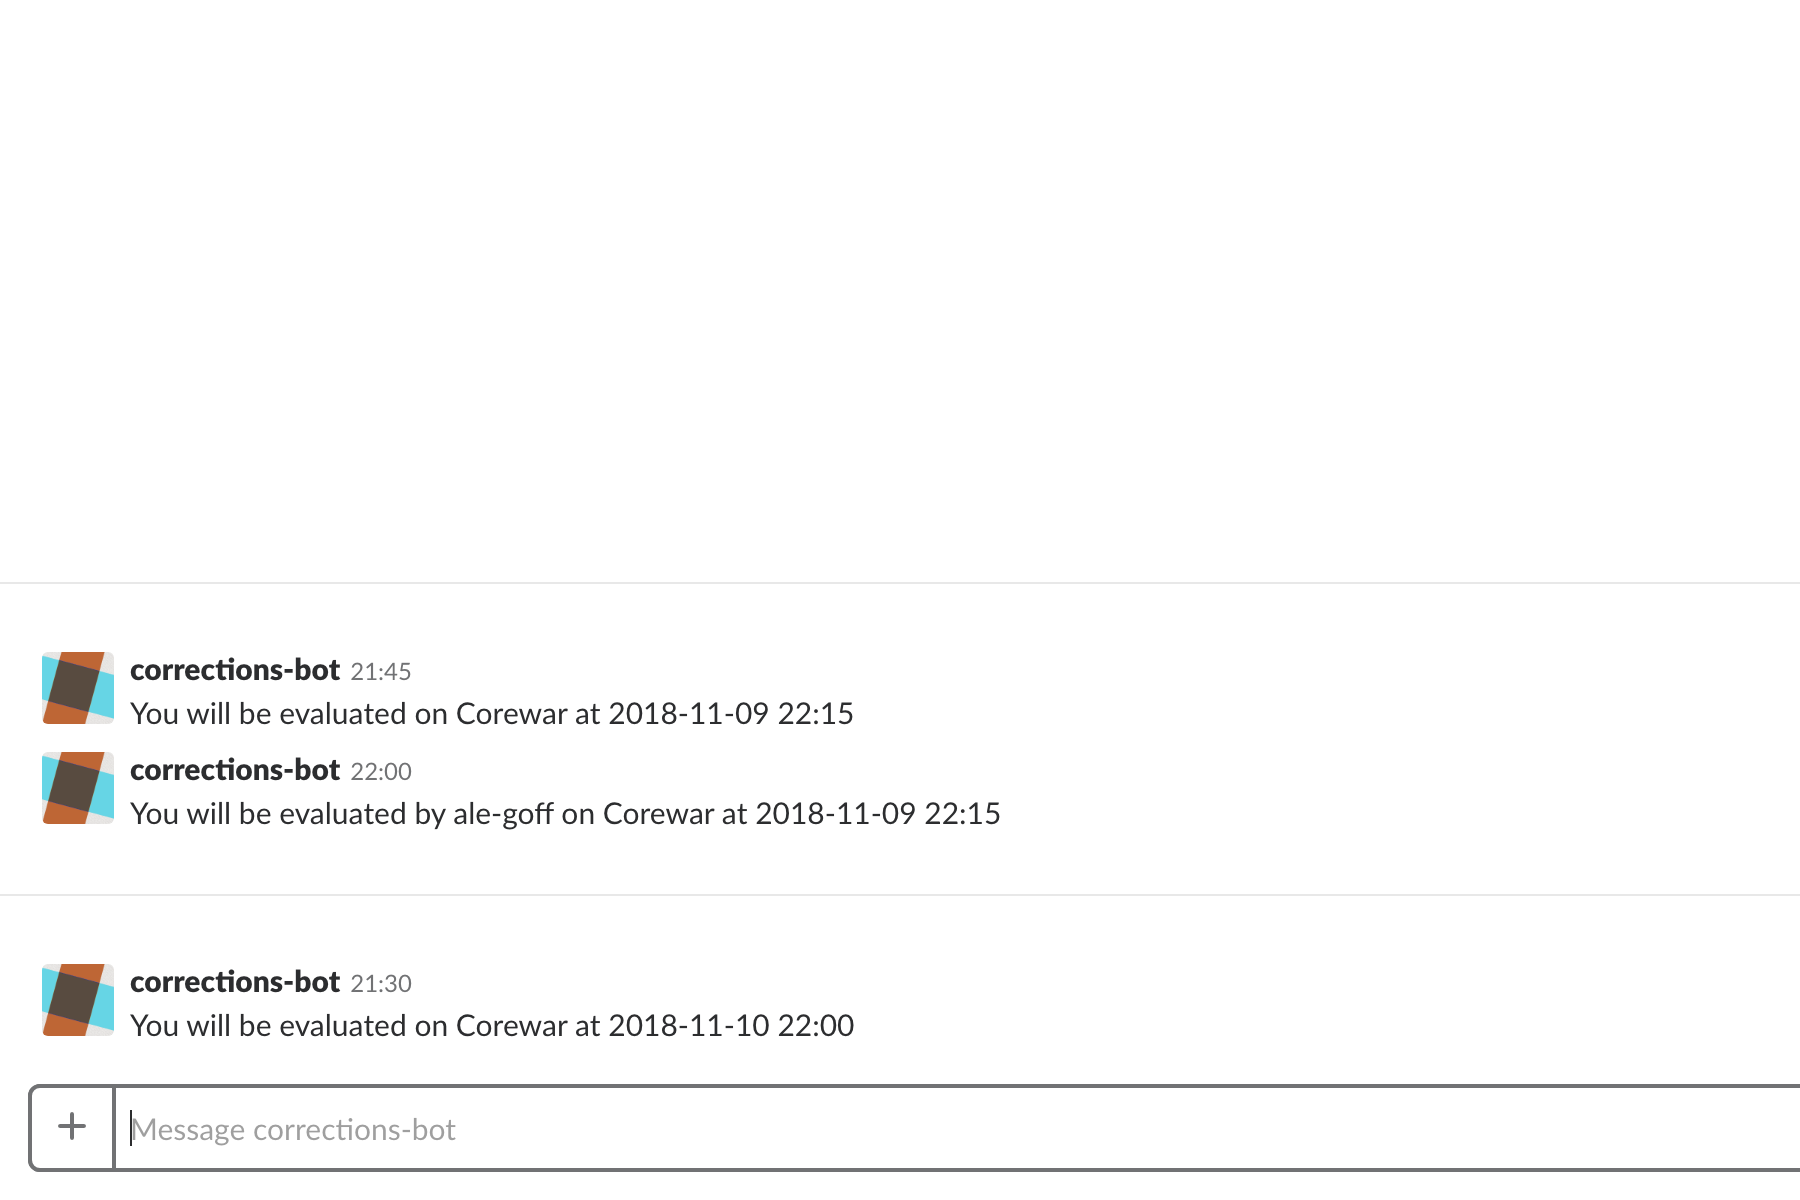 corrections-bot 21:45
You will be evaluated on Corewar at 2018-11-09 22:15
corrections-bot 22:00
You will be evaluated by ale-goff on Corewar at 2018-11-09 22:15
corrections-bot 21:30
You will be evaluated on Corewar at 2018-11-10 22:00
Message corrections-bot